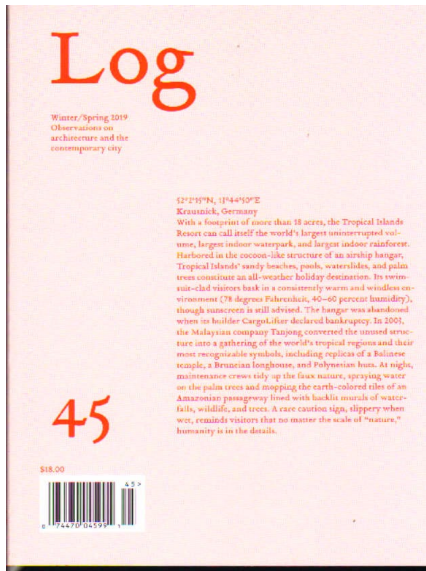 Log
Winter/Spring 2019
Observations on
architecture and the
contemporary city
52°2'15"N, 13°44'50"E
Krausnick, Germany
With a footprint of more than 18 acres, the Tropical Islands
Resort can call itself the world's largest uninterrupted vol-
ume, largest indoor waterpark, and largest indoor rainforest.
Harbored in the cocoon-like structure of an airship hangar,
Tropical Islands' sandy beaches, pools, waterslides, and palm
trees constitute an all-weather holiday destination. Its swim-
suit-clad visitors bask in a consistently warm and windless en-
vironment (78 degrees Fahrenheit, 40–60 percent humidity),
though sunscreen is still advised. The hangar was abandoned
when its builder CargoLifter declared bankruptcy. In 2003,
the Malaysian company Tanjong converted the unused struc-
ture into a gathering of the world's tropical regions and their
most recognizable symbols, including replicas of a Balinese
temple, a Bruneian longhouse, and Polynesian huts. At night,
maintenance crews tidy up the faux nature, spraying water
on the palm trees and mopping the earth-colored tiles of an
Amazonian passageway lined with backlit murals of water-
falls, wildlife, and trees. A rare caution sign, slippery when
wet, reminds visitors that no matter the scale of "nature,"
humanity is in the details.
45
$18.00
45>
0 74470 04599 1